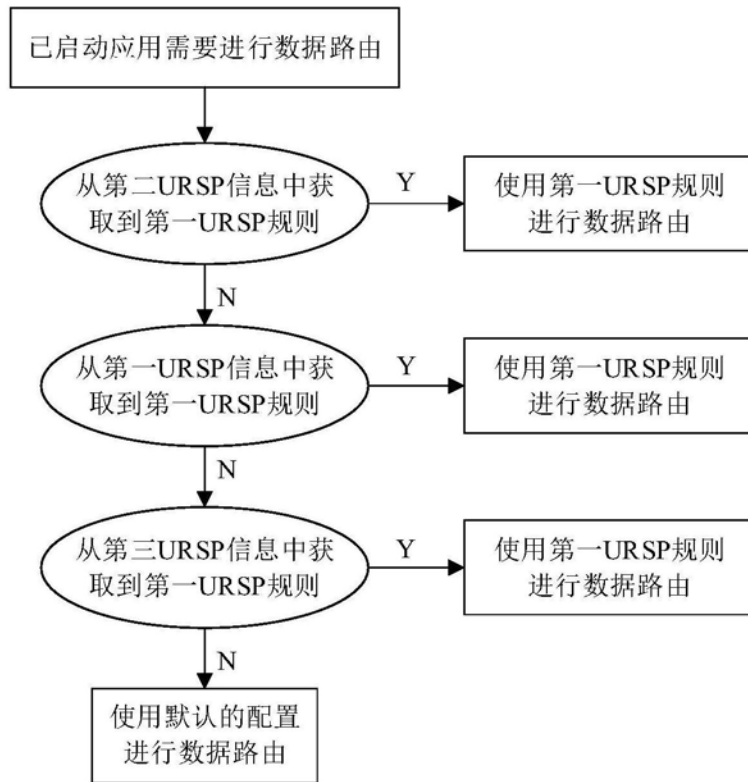 已启动应用需要进行数据路由
从第二URSP信息中获
取到第一URSP规则
Y
使用第一URSP规则
进行数据路由
N
从第一URSP信息中获
取到第一URSP规则
Y
使用第一URSP规则
进行数据路由
N
从第三URSP信息中获
取到第一URSP规则
Y
使用第一URSP规则
进行数据路由
N
使用默认的配置
进行数据路由